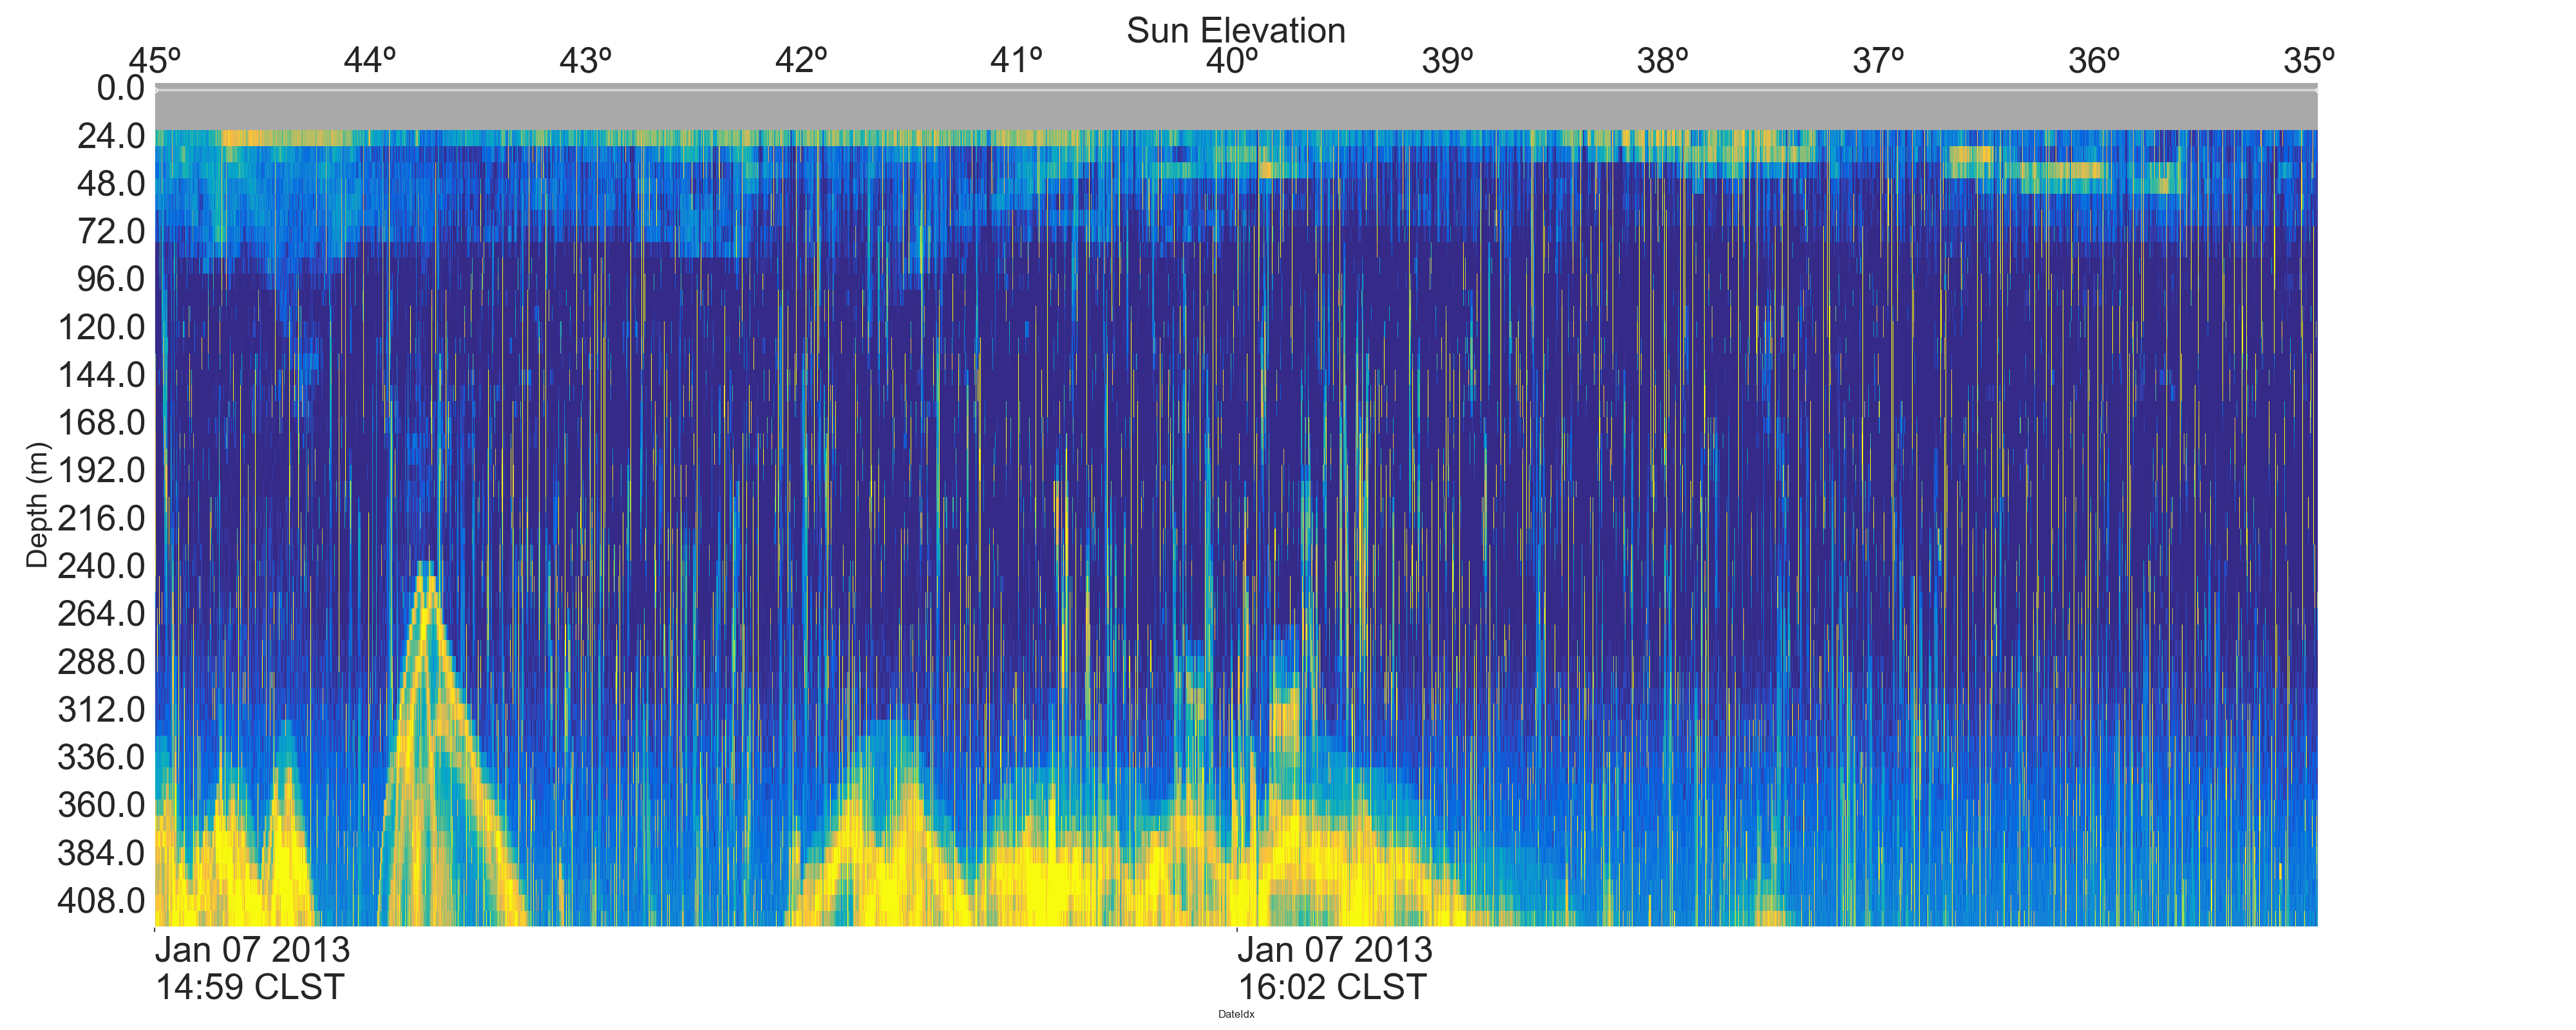 Sun Elevation
45º 44º 43º 42º 41º 40º 39º 38º 37º 36º 35º
0.0
24.0
48.0
72.0
96.0
120.0
144.0
168.0
192.0
216.0
240.0
264.0
288.0
312.0
336.0
360.0
384.0
408.0
Depth (m)
Jan 07 2013
14:59 CLST
Jan 07 2013
16:02 CLST
DateIdx